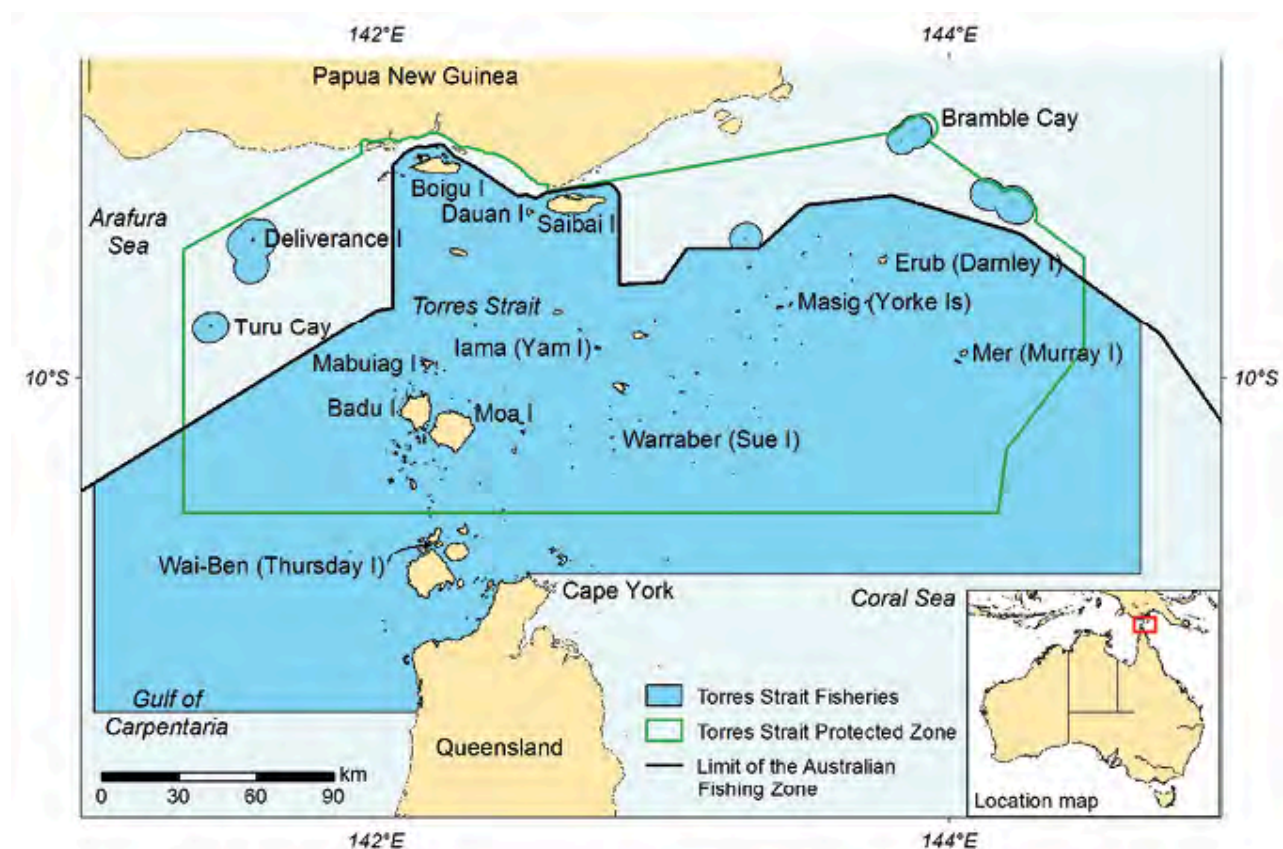 142°E
144°E
Papua New Guinea
Bramble Cay
Boigu I
Arafura
Sea
Dauan I
Saibai I
Deliverance I
Erub (Darnley I)
Torres Strait
Masig (Yorke Is)
Turu Cay
Iama (Yam I)
Mer (Murray I)
Mabuiag I
10°S
10°S
Badu I
Moa I
Warraber (Sue I)
Wai-Ben (Thursday I)
Cape York
Coral Sea
Gulf of
Carpentaria
Queensland
Torres Strait Fisheries
Torres Strait Protected Zone
Limit of the Australian
Fishing Zone
km
0 30 60 90
Location map
142°E
144°E